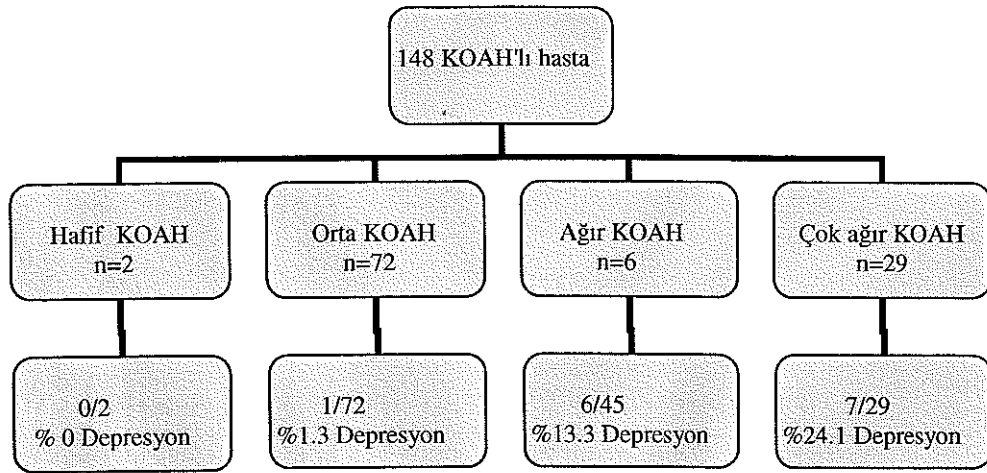 148 KOAH'lı hasta
Hafif KOAH
n=2
Orta KOAH
n=72
Ağır KOAH
n=6
Çok ağır KOAH
n=29
0/2
% 0 Depresyon
1/72
%1.3 Depresyon
6/45
%13.3 Depresyon
7/29
%24.1 Depresyon